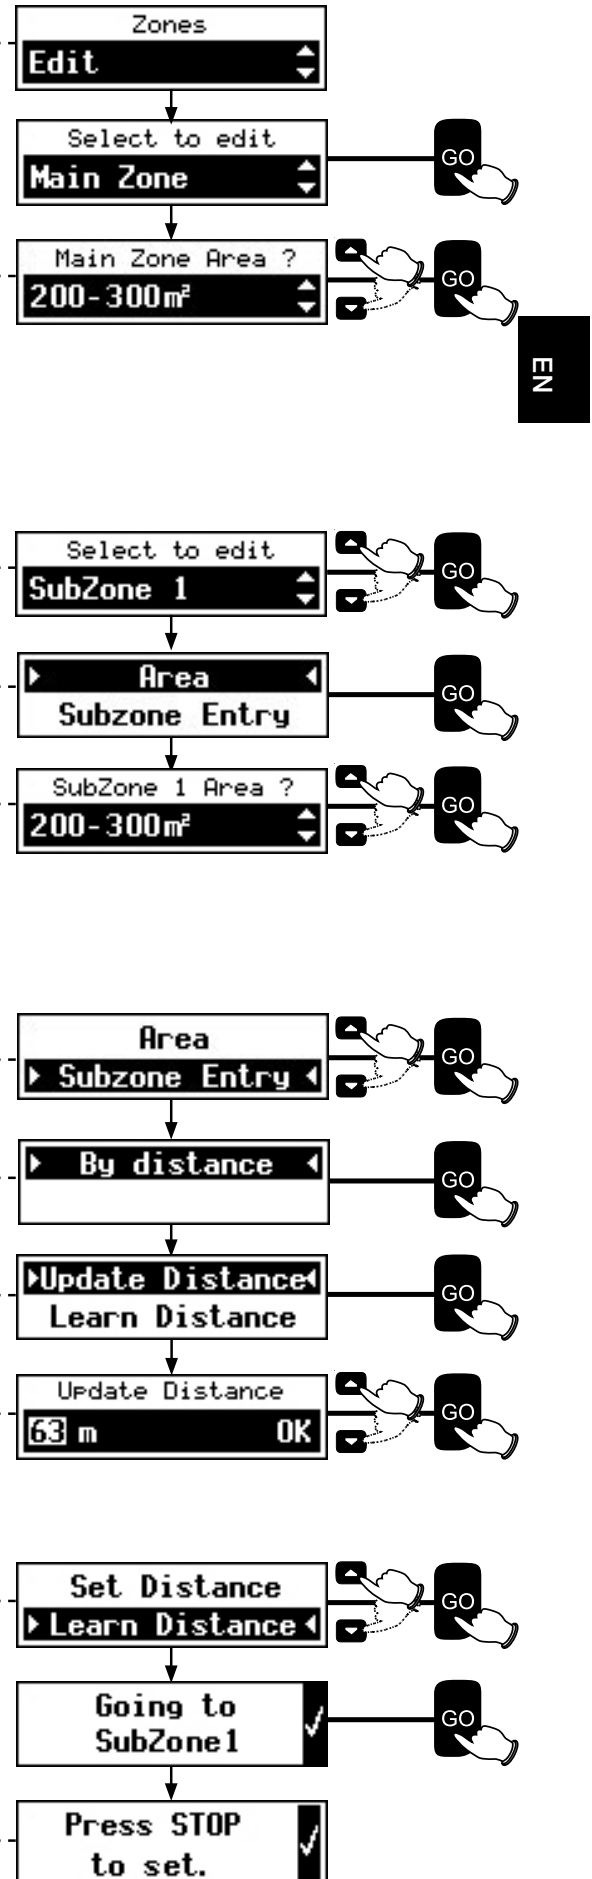 Zones
Edit
Select to edit
Main Zone
GO
Main Zone Area ?
200-300m²
GO
EN
Select to edit
SubZone 1
GO
Area
Subzone Entry
GO
SubZone 1 Area ?
200-300m²
GO
Area
Subzone Entry
GO
By distance
GO
Update Distance
Learn Distance
GO
Update Distance
63 m OK
GO
Set Distance
Learn Distance
GO
Going to
SubZone1
GO
Press STOP
to set.